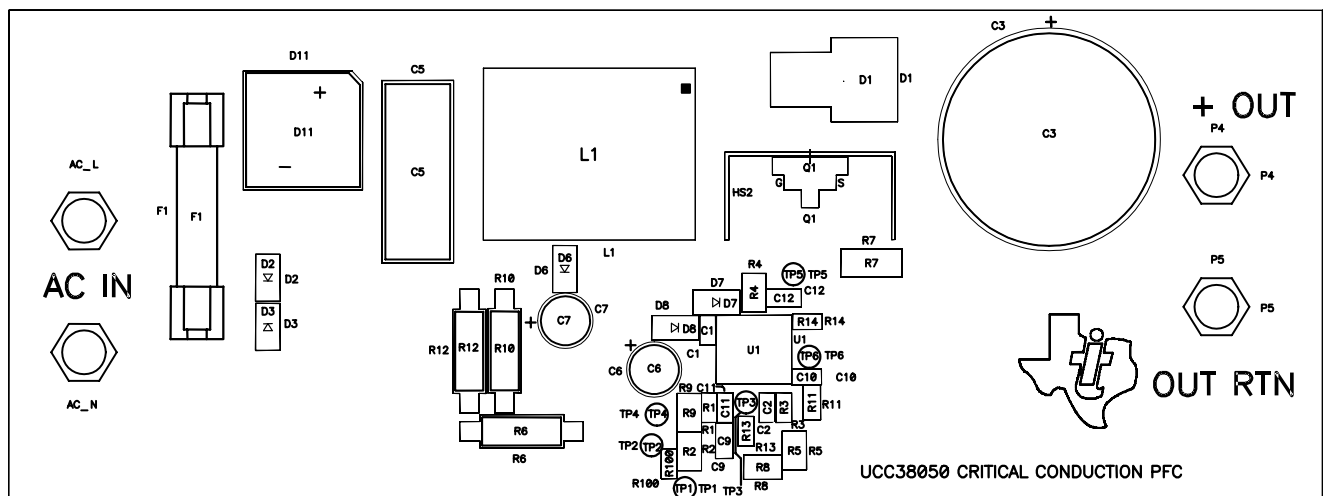 C3
+
D11
C5
D1
D1
+ OUT
+
L1
C3
P4
D11
AC_L
Q1
P4
C5
G
S
HS2
F1
F1
Q1
P5
L1
R7
D2
D6
R7
D2
D6
R4
TP5
TP5
AC IN
R10
D7
C12
C12
R4
P5
D3
D3
+
C7
C7
D8
D7
R14
R14
D8
C1
+
C1
U1
U1
R12
R12
R10
TP6
TP6
C6
C6
C10
C10
OUT RTN
AC_N
R9
C11
TP4
TP4
R9
R1
C11
TP3
C2
R3
R11
R11
R1
C2
R3
R6
R13
TP2
TP2
R2
R2
C9
R13
R5
R5
R6
R100
C9
R8
UCC38050 CRITICAL CONDUCTION PFC
R100
TP1
TP1
TP3
R8